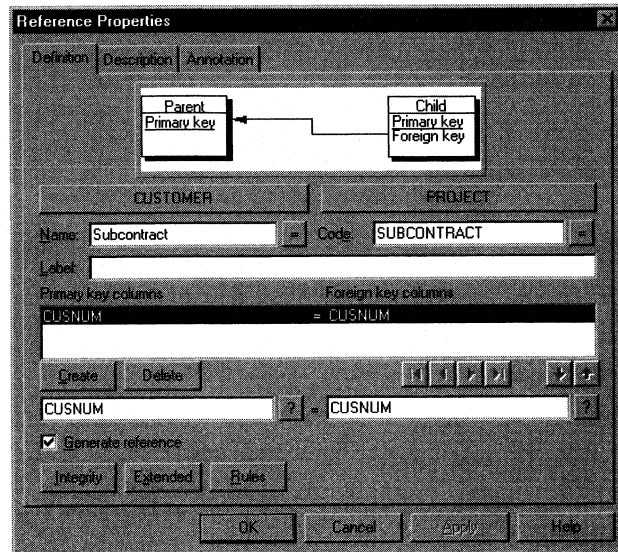 Reference Properties
Definition Description Annotation
Parent Child
Primary key Primary key
Foreign key
CUSTOMER PROJECT
Name: Subcontract = Code: SUBCONTRACT =
Label:
Primary key columns Foreign key columns
CUSNUM = CUSNUM
Create Delete
CUSNUM ? = CUSNUM ?
Generate reference
Integrity Extended Rules
OK Cancel Apply Help